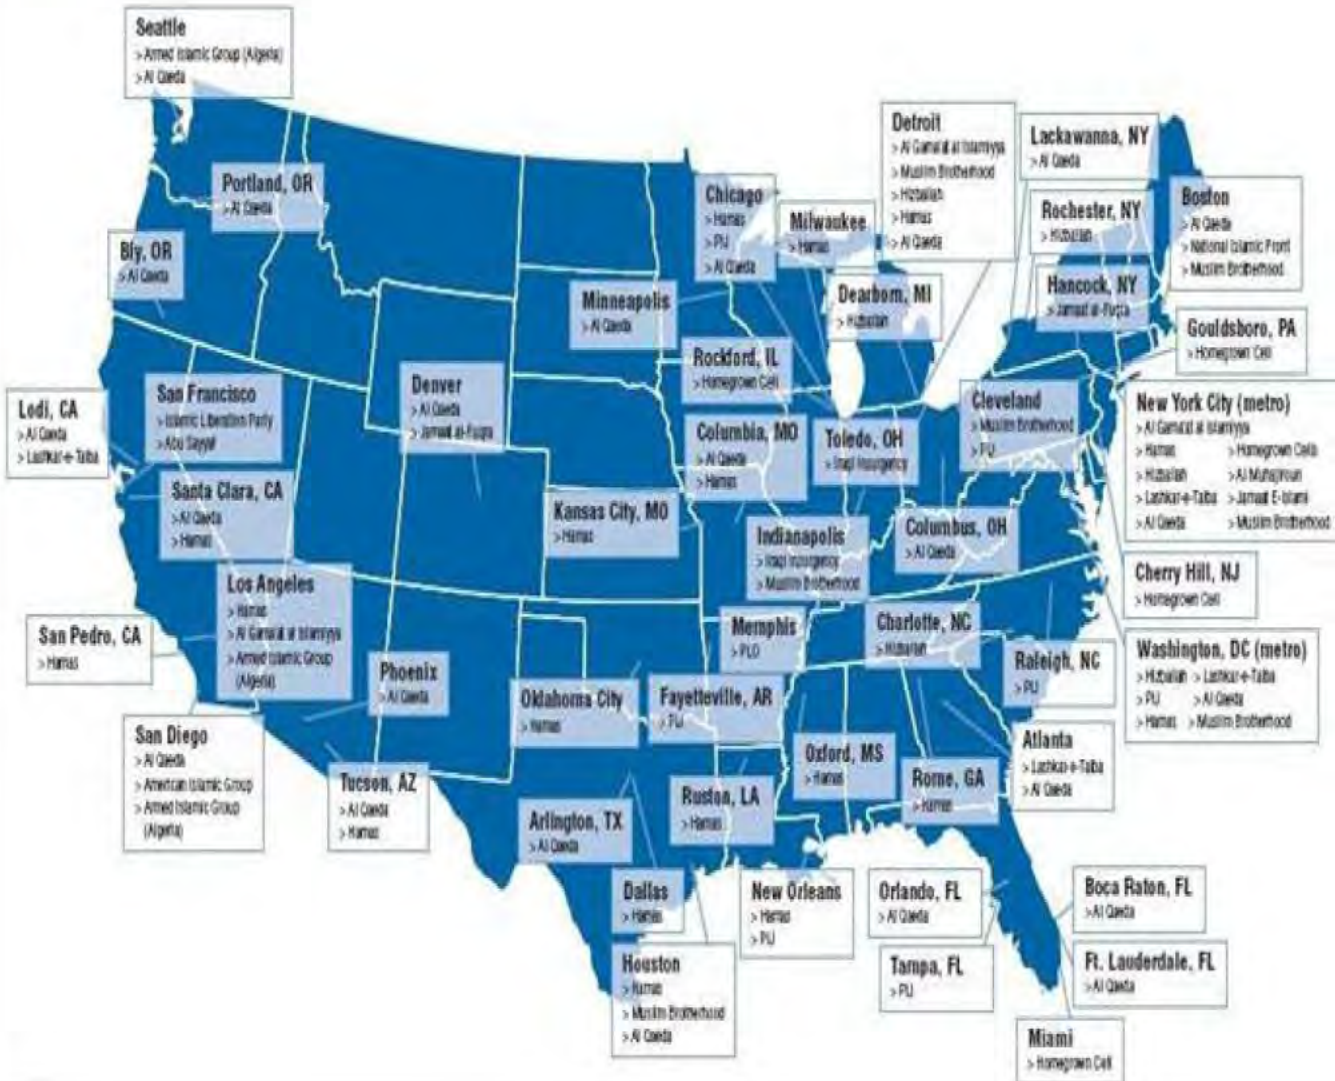 Seattle
> Armed Islamic Group (Algeria)
> Al Qaeda
Portland, OR
> Al Qaeda
Bly, OR
> Al Qaeda
Lodi, CA
> Al Qaeda
> Lashkar-e-Taiba
San Francisco
> Islamic Liberation Party
> Abu Sayyaf
Santa Clara, CA
> Al Qaeda
> Hamas
Los Angeles
> Hamas
> Al Gama'at al Islamiyya
> Armed Islamic Group
(Algeria)
San Pedro, CA
> Hamas
San Diego
> Al Qaeda
> American Islamic Group
> Armed Islamic Group
(Algeria)
Phoenix
> Al Qaeda
Tucson, AZ
> Al Qaeda
> Hamas
Denver
> Al Qaeda
> Jamaat al-Fuqra
Minneapolis
> Al Qaeda
Chicago
> Hamas
> PIJ
> Al Qaeda
Milwaukee
> Hamas
Detroit
> Al Gama'at al Islamiyya
> Muslim Brotherhood
> Hizballah
> Hamas
> Al Qaeda
Dearborn, MI
> Hizballah
Lackawanna, NY
> Al Qaeda
Rochester, NY
> Hizballah
Hancock, NY
> Jamaat al-Fuqra
Boston
> Al Qaeda
> National Islamic Front
> Muslim Brotherhood
Gouldsboro, PA
> Homegrown Cell
Rockford, IL
> Homegrown Cell
Columbia, MO
> Al Qaeda
> Hamas
Kansas City, MO
> Hamas
Toledo, OH
> Iraqi Insurgency
Cleveland
> Muslim Brotherhood
> PIJ
New York City (metro)
> Al Gama'at al Islamiyya
> Hamas > Homegrown Cells
> Hizballah > Al Muhajiroun
> Lashkar-e-Taiba > Jamaat E-Islami
> Al Qaeda > Muslim Brotherhood
Indianapolis
> Iraqi Insurgency
> Muslim Brotherhood
Columbus, OH
> Al Qaeda
Cherry Hill, NJ
> Homegrown Cell
Memphis
> PLO
Charlotte, NC
> Hizballah
Raleigh, NC
> PIJ
Washington, DC (metro)
> Hizballah > Lashkar-e-Taiba
> PIJ > Al Qaeda
> Hamas > Muslim Brotherhood
Oklahoma City
> Hamas
Fayetteville, AR
> PIJ
Oxford, MS
> Hamas
Rome, GA
> Hamas
Atlanta
> Lashkar-e-Taiba
> Al Qaeda
Arlington, TX
> Al Qaeda
Ruston, LA
> Hamas
Dallas
> Hamas
Houston
> Hamas
> Muslim Brotherhood
> Al Qaeda
New Orleans
> Hamas
> PIJ
Orlando, FL
> Al Qaeda
Tampa, FL
> PIJ
Boca Raton, FL
> Al Qaeda
Ft. Lauderdale, FL
> Al Qaeda
Miami
> Homegrown Cell